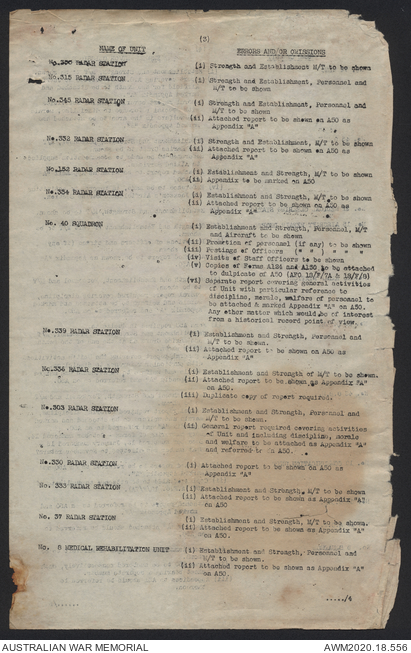 (3)
NAME OF UNIT ERRORS AND/OR OMISSIONS
RADAR STATION (i) Strength and Establishment M/T to be shown
No.315 RADAR STATION (i) Strength and Establishment, Personnel and
M/T to be shown
No.345 RADAR STATION (i) Strength and Establishment, Personnel and
M/T to be shown
(ii) Attached report to be shown on A50 as
Appendix "A"
No.332 RADAR STATION (i) Strength and Establishment, M/T to be shown
(ii) Attached report to be shown on A50 as
Appendix "A"
No.152 RADAR STATION (i) Establishment and Strength, M/T to be shown
(ii) Appendix to be marked on A50
No.334 RADAR STATION (i) Establishment and Strength, M/T to be shown
(ii) Attached report to be shown on A50 as
Appendix "A"
No. 40 SQUADRON (i) Establishment and Strength, Personnel, M/T
and Aircraft to be shown
(ii) Promotion of personnel (if any) to be shown
(iii) Postings of Officers ( " " ) " " "
(iv) Visits of Staff Officers to be shown
(v) Copies of Forms A124 and to be attached
to duplicate of A50
(vi) Separate report covering general activities
of Unit with particular reference to
discipline, morale, welfare of personnel to
be attached & marked Appendix "A" on A50.
Any other matter which would be of interest
from a historical record point of view.
No.339 RADAR STATION (i) Establishment and Strength, Personnel and
M/T to be shown.
(ii) Attached report to be shown on A50 as
Appendix "A"
No.336 RADAR STATION (i) Establishment and Strength of M/T to be shown.
(ii) Attached report to be shown as Appendix "A"
on A50.
(iii) Duplicate copy of report required.
No.303 RADAR STATION (i) Establishment and Strength, Personnel and
M/T to be shown.
(ii) General report required covering activities
of Unit and including discipline, morale
and welfare to be attached as Appendix "A"
and referred to on A50.
No.330 RADAR STATION (i) Attached report to be shown on A50 as
Appendix "A"
No. 333 RADAR STATION (i) Establishment and Strength, M/T to be shown
(ii) Attached report to be shown as Appendix "A"
on A50
No. 37 RADAR STATION (i) Establishment and Strength, M/T to be shown.
(ii) Attached report to be shown as Appendix "A"
on A50.
No. 8 MEDICAL REHABILITATION UNIT (i) Establishment and Strength, Personnel and
M/T to be shown
(ii) Attached report to be shown as Appendix "A"
on A50.
...../4
AUSTRALIAN WAR MEMORIAL AWM2020.18.556